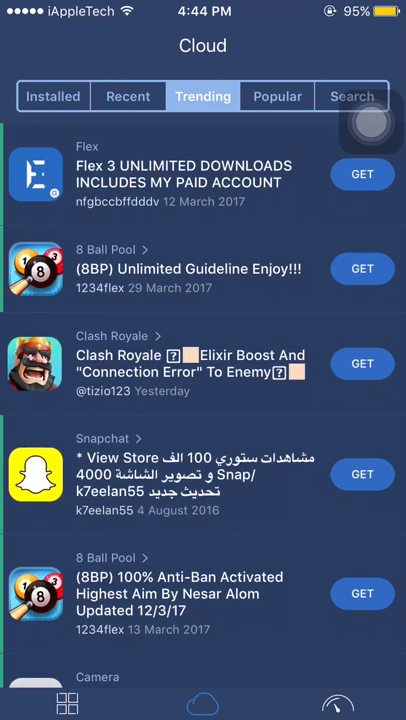 iAppleTech 4:44 PM 95%
Cloud
Installed Recent Trending Popular Search
Flex
Flex 3 UNLIMITED DOWNLOADS
INCLUDES MY PAID ACCOUNT
GET
nfgbccbffdddv 12 March 2017
8 Ball Pool
(8BP) Unlimited Guideline Enjoy!!!
GET
1234flex 29 March 2017
Clash Royale
Clash Royale Elixir Boost And
"Connection Error" To Enemy
GET
@tizio123 Yesterday
Snapchat
* View Store مشاهدات ستوري 100 الف
4000 و تصوير الشاشة Snap/
k7eelan55 تحديث جديد
GET
k7eelan55 4 August 2016
8 Ball Pool
(8BP) 100% Anti-Ban Activated
Highest Aim By Nesar Alom
Updated 12/3/17
GET
1234flex 13 March 2017
Camera